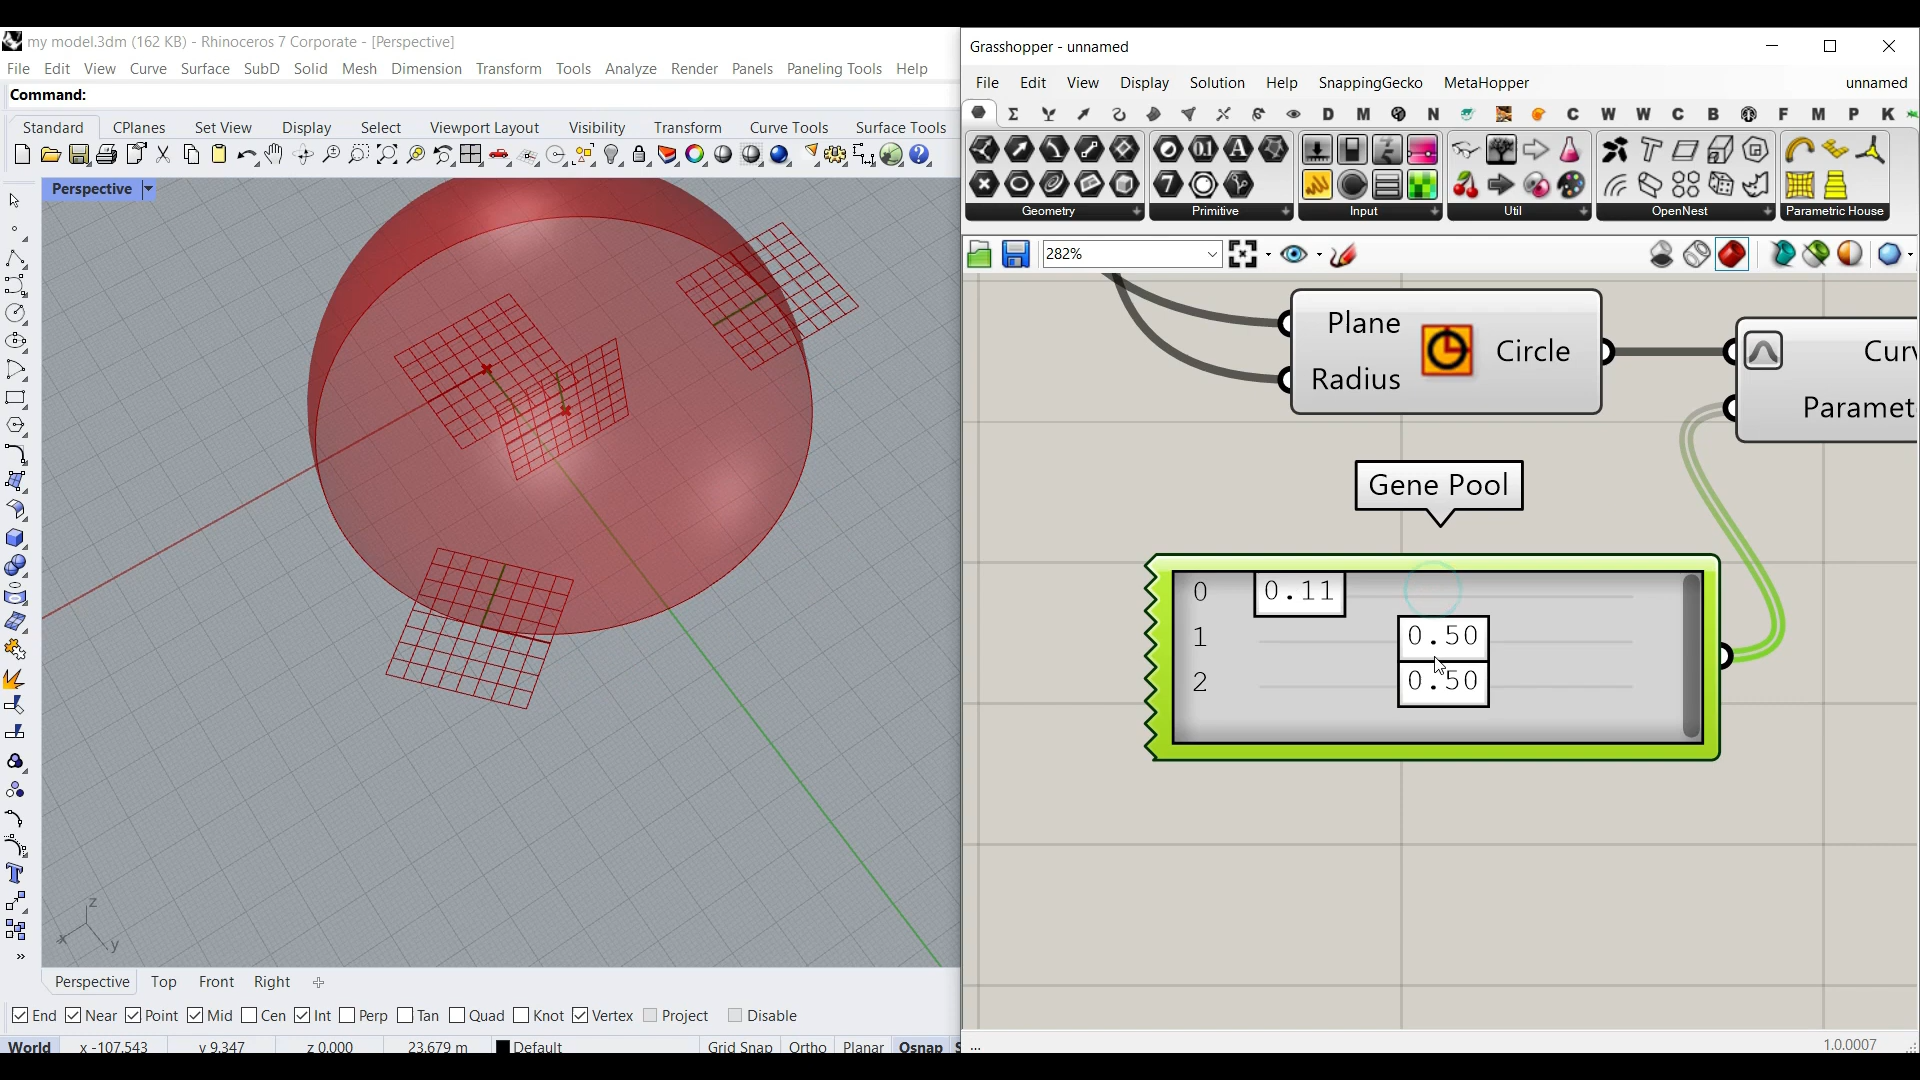 my model.3dm (162 KB) - Rhinoceros 7 Corporate - [Perspective]
File Edit View Curve Surface SubD Solid Mesh Dimension Transform Tools Analyze Render Panels Paneling Tools Help
Command:
Standard CPlanes Set View Display Select Viewport Layout Visibility Transform Curve Tools Surface Tools
Perspective
z
x
y
Perspective Top Front Right
End Near Point Mid Cen Int Perp Tan Quad Knot Vertex Project Disable
World x -107.543 y 9.347 z 0.000 23.679 m Default Grid Snap Ortho Planar Osnap S
Grasshopper - unnamed
File Edit View Display Solution Help SnappingGecko MetaHopper unnamed
D M N C W W C B F M P K
Geometry Primitive Input Util OpenNest Parametric House
282%
Plane
Radius
Circle
Curv
Paramet
Gene Pool
0 0.11
1 0.50
2 0.50
...
1.0.0007